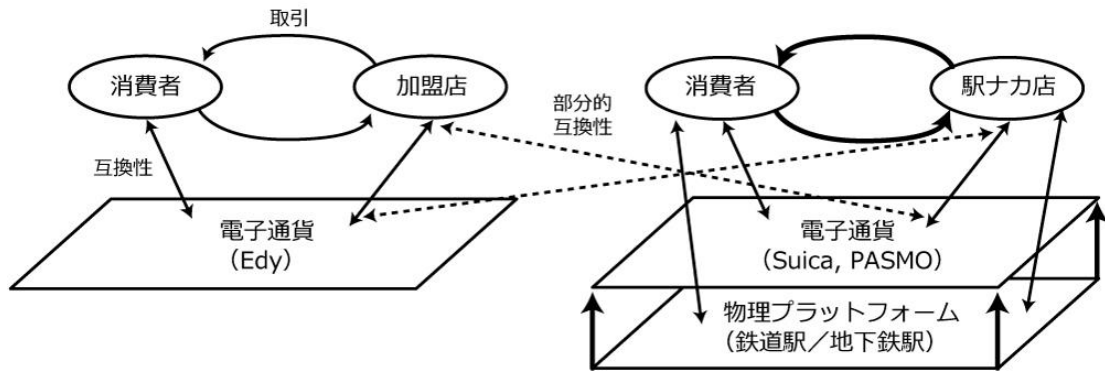 取引
消費者
加盟店
互換性
電子通貨
（Edy）
部分的
互換性
消費者
駅ナカ店
電子通貨
（Suica, PASMO）
物理プラットフォーム
（鉄道駅／地下鉄駅）